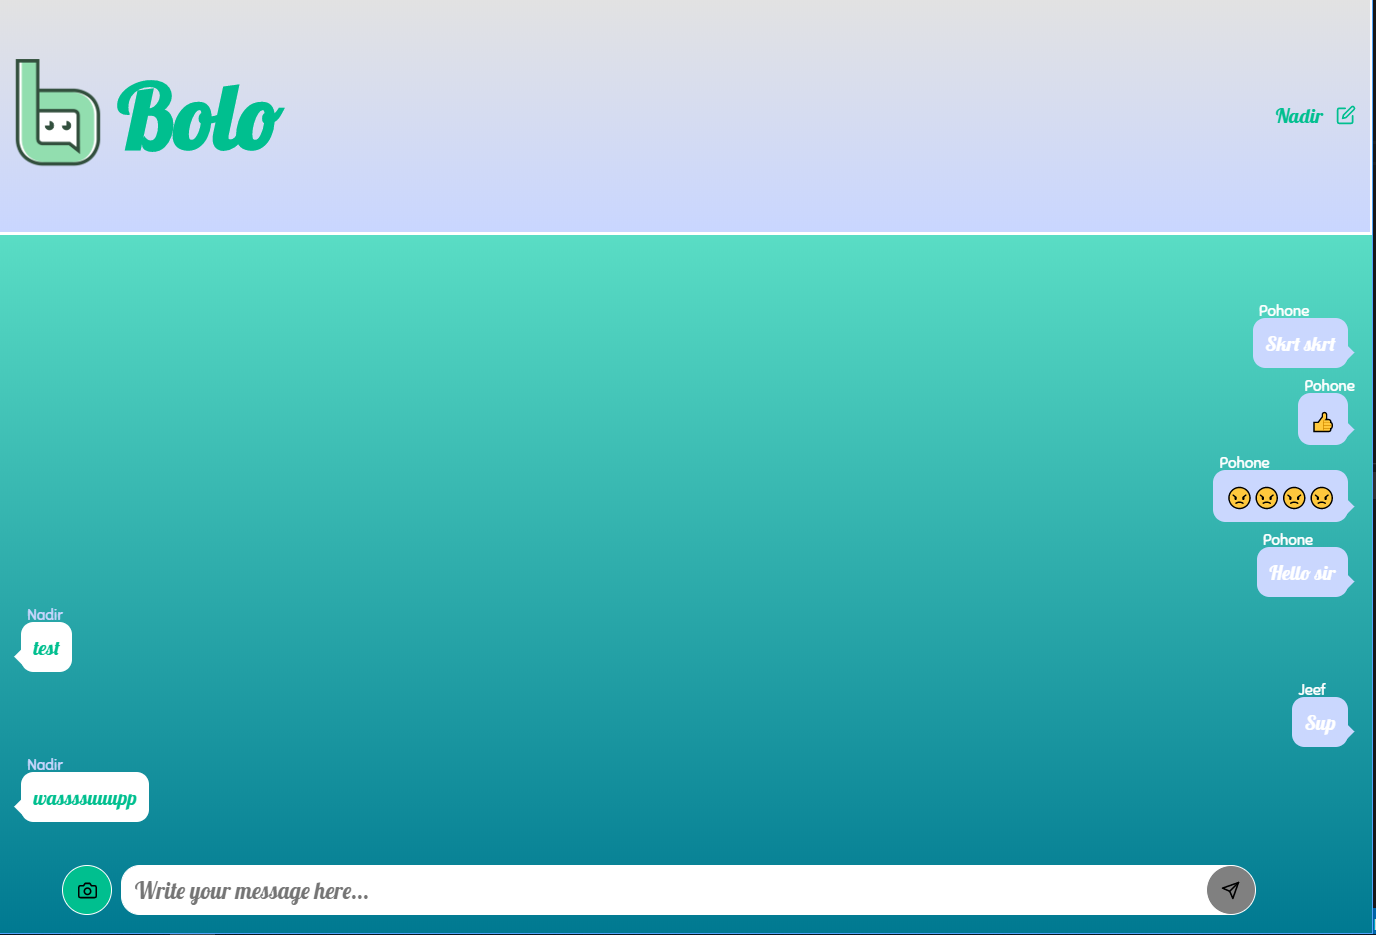 Bolo
Nadir
Pohone
Skrt skrt
Pohone
👍
Pohone
😠😠😠😠
Pohone
Hello sir
Nadir
test
Jeef
Sup
Nadir
wassssuuupp
Write your message here...